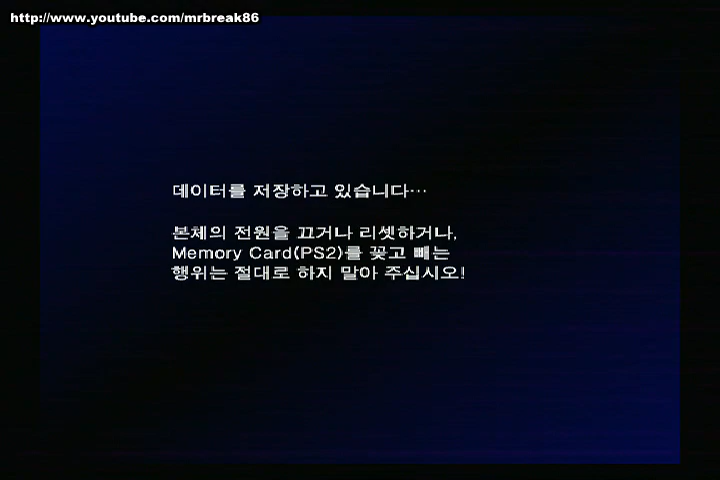 http://www.youtube.com/mrbreak86
데이터를 저장하고 있습니다…
본체의 전원을 끄거나 리셋하거나,
Memory Card(PS2)를 꽂고 빼는
행위는 절대로 하지 말아 주십시오!